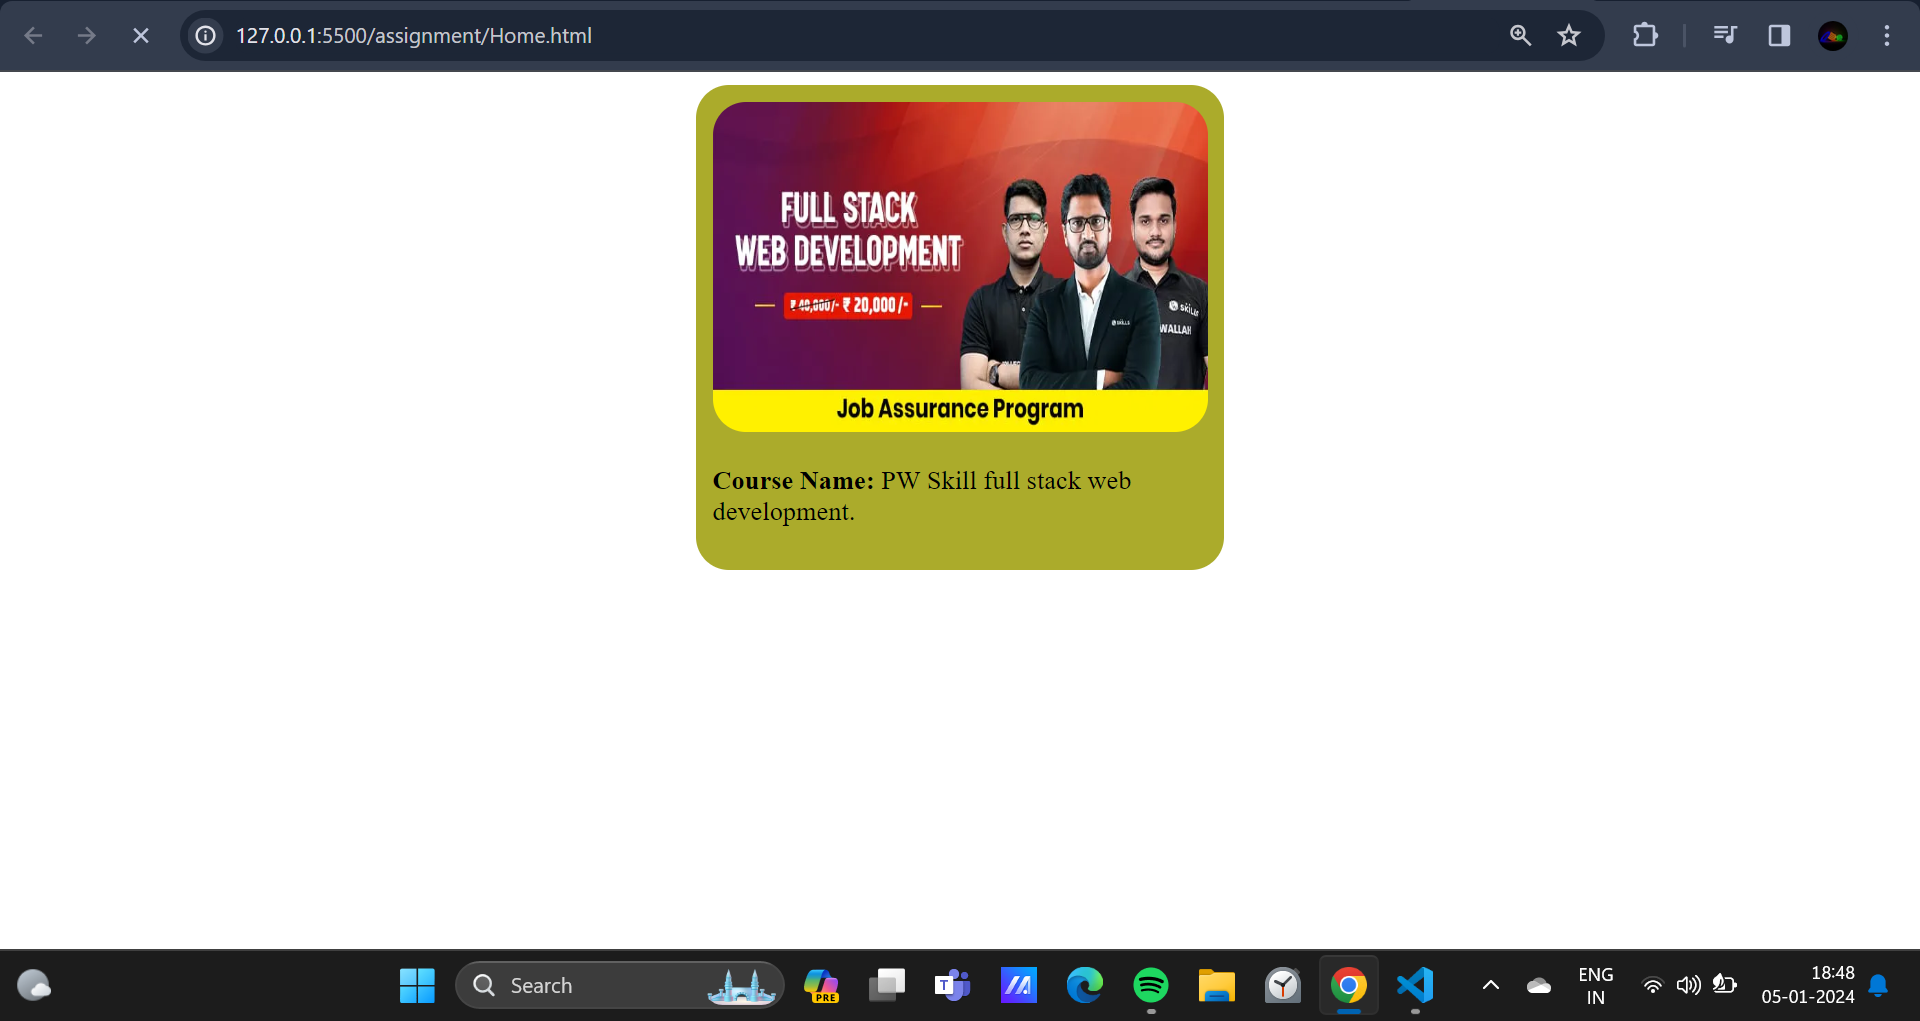 127.0.0.1:5500/assignment/Home.html
FULL STACK
WEB DEVELOPMENT
₹ 40,000/- ₹ 20,000/-
SKILLS
SKILLS
WALLAH
Job Assurance Program
Course Name: PW Skill full stack web
development.
Search
PRE
T
ENG
IN
18:48
05-01-2024